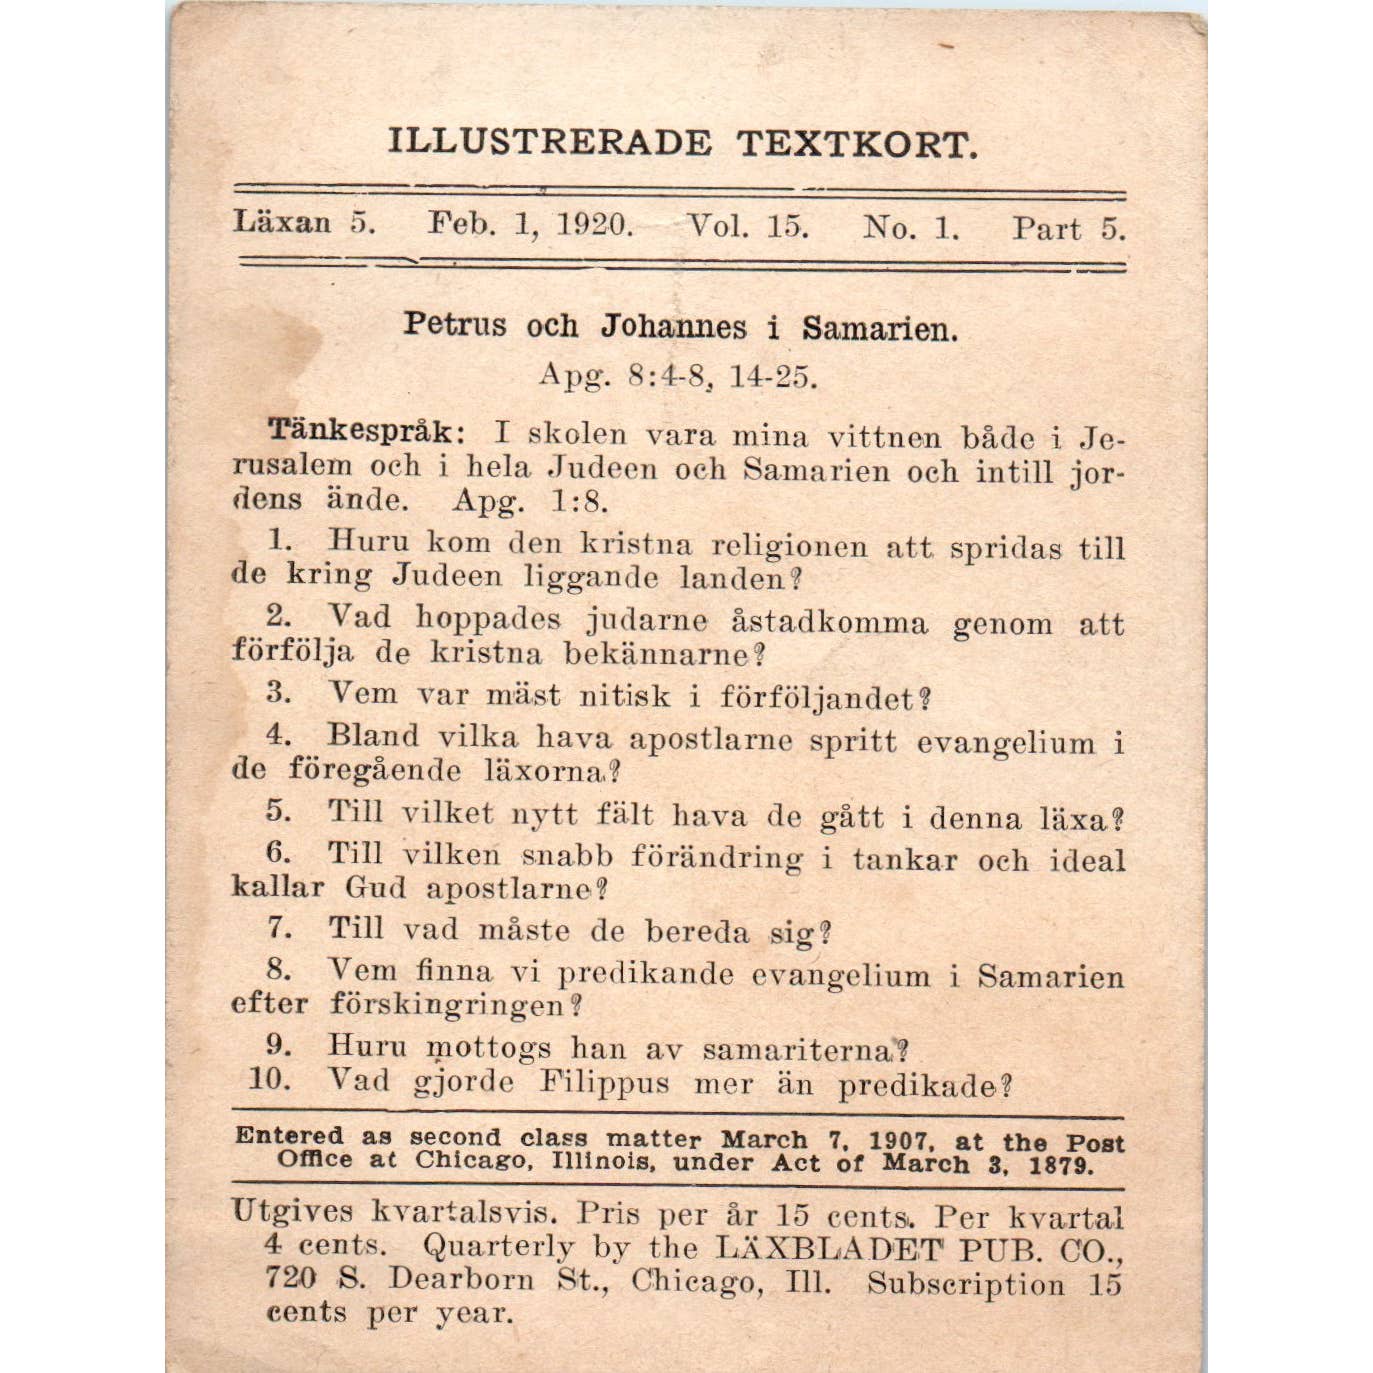 ILLUSTRERADE TEXTKORT.
Läxan 5. Feb. 1, 1920. Vol. 15. No. 1. Part 5.
Petrus och Johannes i Samarien.
Apg. 8:4-8, 14-25.
Tänkespråk: I skolen vara mina vittnen både i Je-
rusalem och i hela Judeen och Samarien och intill jor-
dens ände. Apg. 1:8.
1. Huru kom den kristna religionen att spridas till
de kring Judeen liggande landen?
2. Vad hoppades judarne åstadkomma genom att
förfölja de kristna bekännarne?
3. Vem var mäst nitisk i förföljandet?
4. Bland vilka hava apostlarne spritt evangelium i
de föregående läxorna?
5. Till vilket nytt fält hava de gått i denna läxa?
6. Till vilken snabb förändring i tankar och ideal
kallar Gud apostlarne?
7. Till vad måste de bereda sig?
8. Vem finna vi predikande evangelium i Samarien
efter förskingringen?
9. Huru mottogs han av samariterna?
10. Vad gjorde Filippus mer än predikade?
Entered as second class matter March 7, 1907, at the Post
Office at Chicago, Illinois, under Act of March 3, 1879.
Utgives kvartalsvis. Pris per år 15 cents. Per kvartal
4 cents. Quarterly by the LÄXBLADET PUB. CO.,
720 S. Dearborn St., Chicago, Ill. Subscription 15
cents per year.